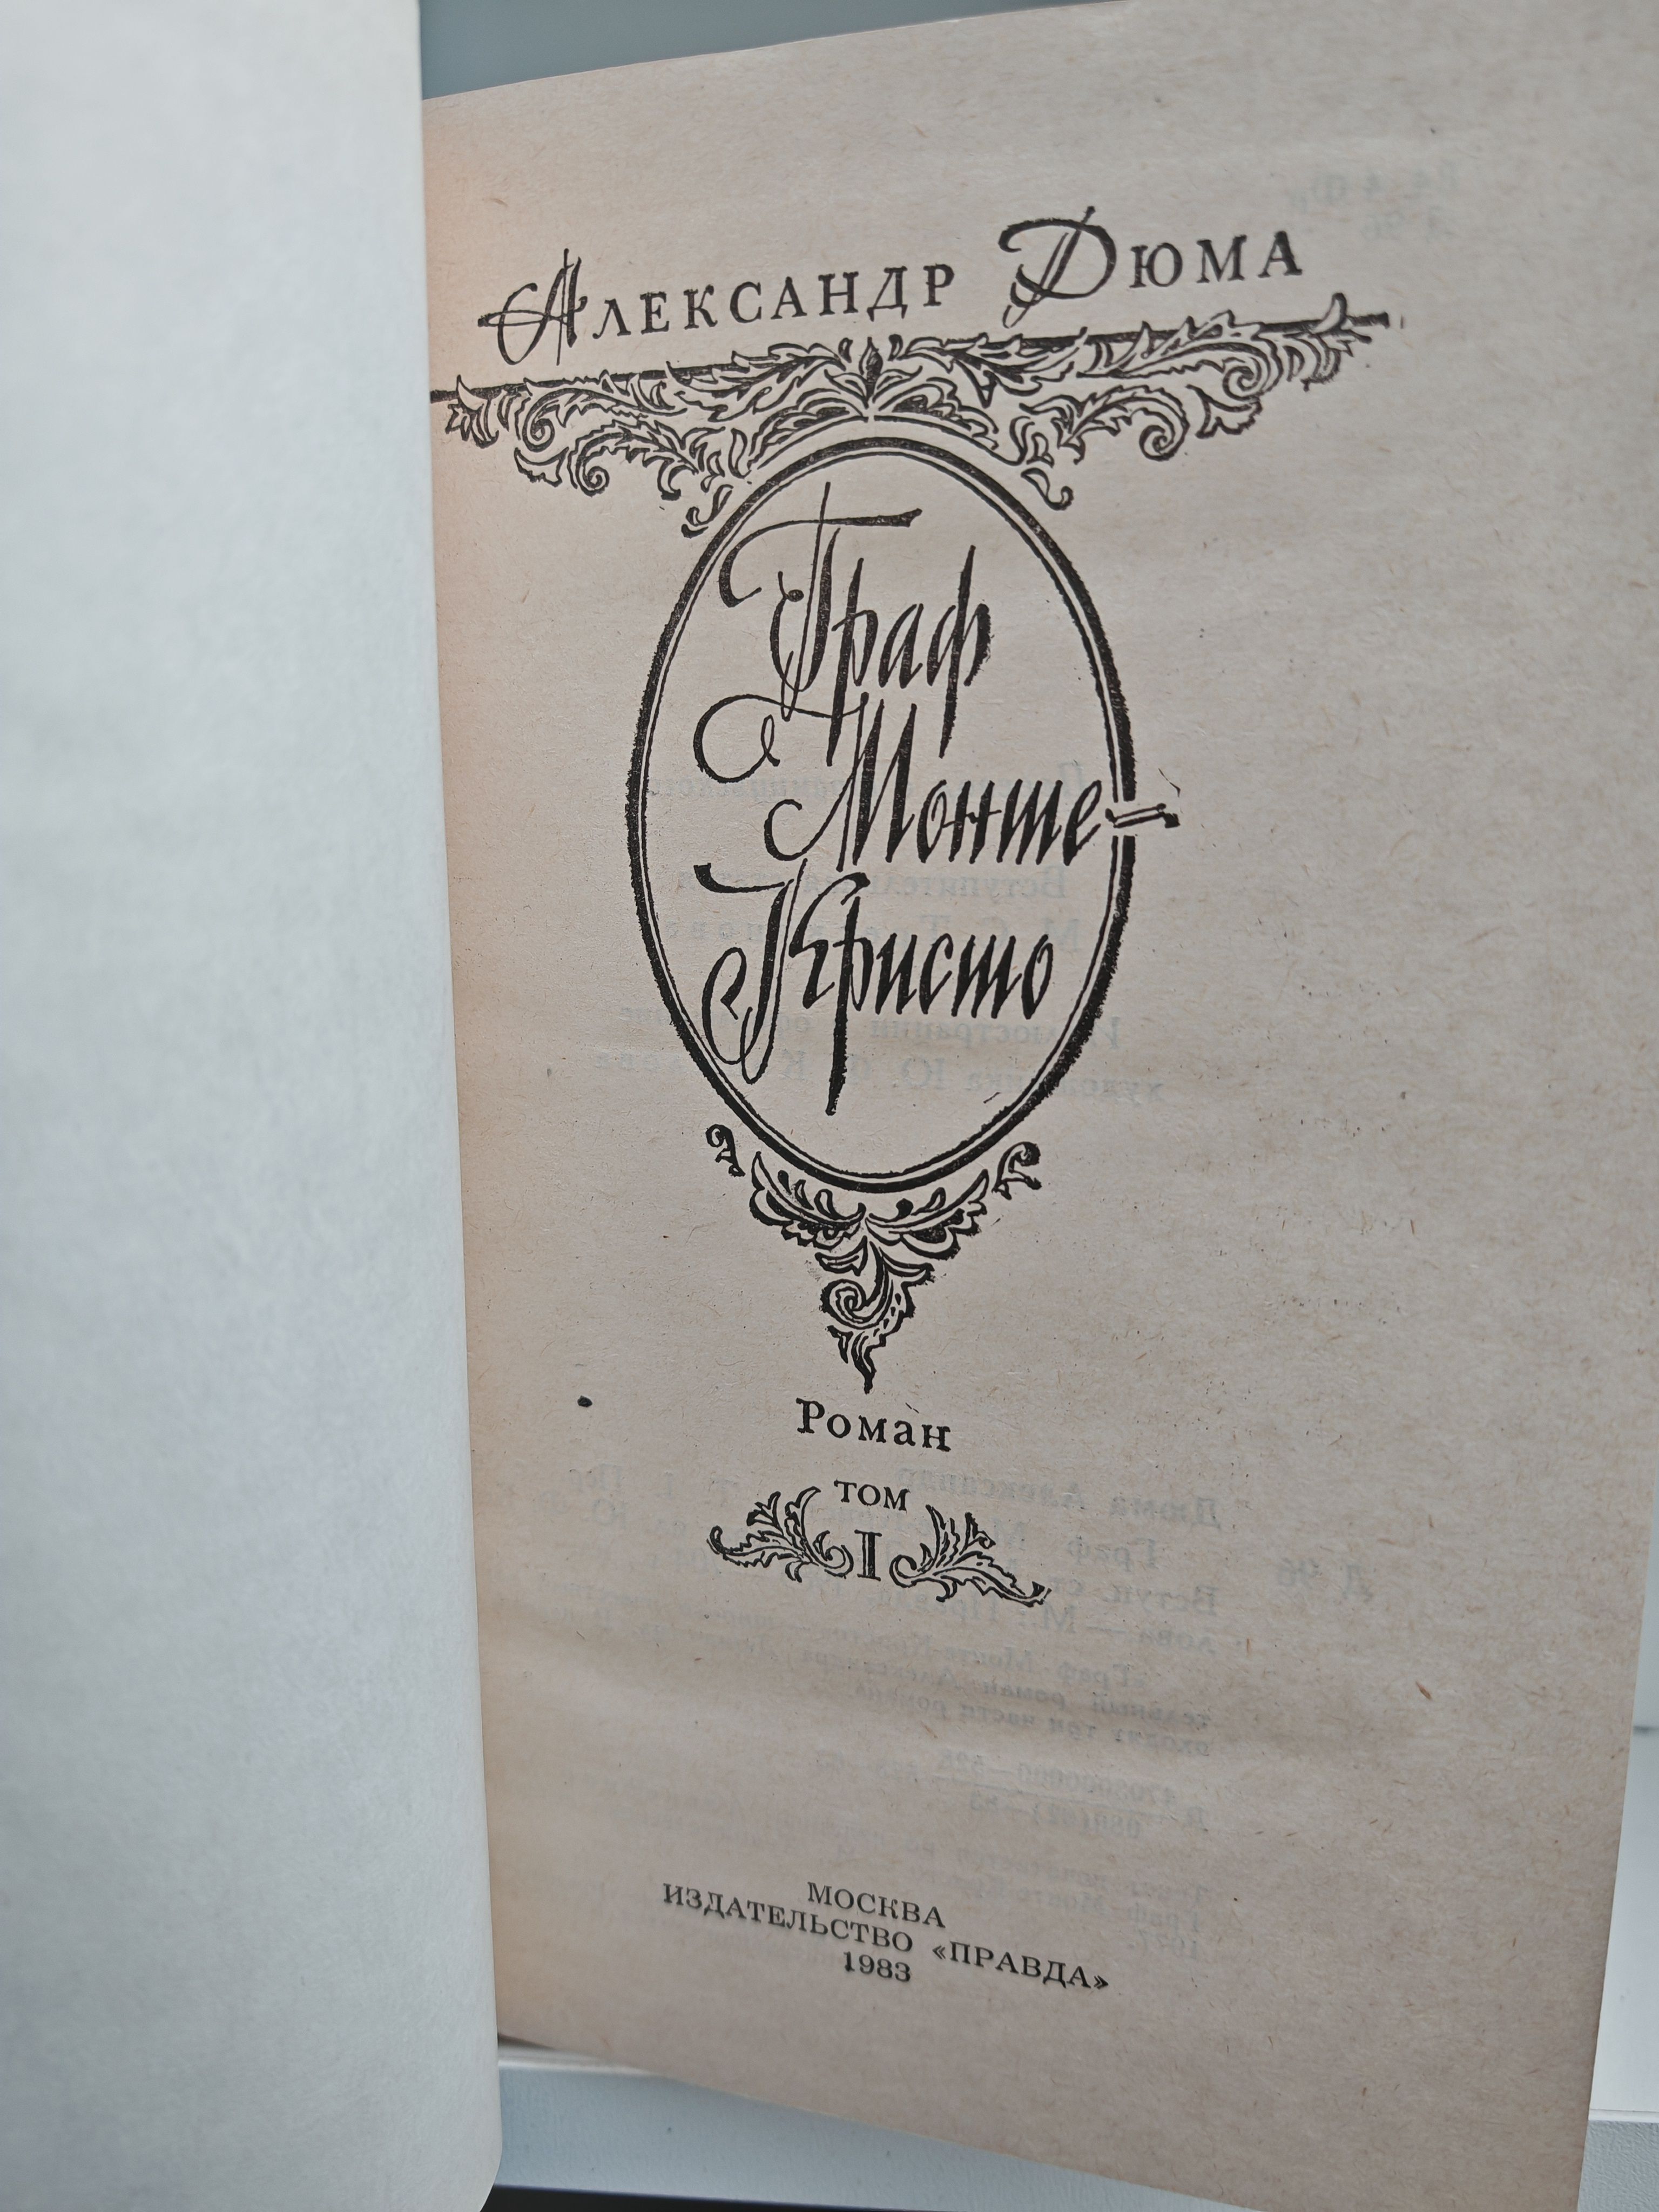 Александр Дюма
Граф
Монте-
Кристо
Роман
ТОМ
I
МОСКВА
ИЗДАТЕЛЬСТВО «ПРАВДА»
1983